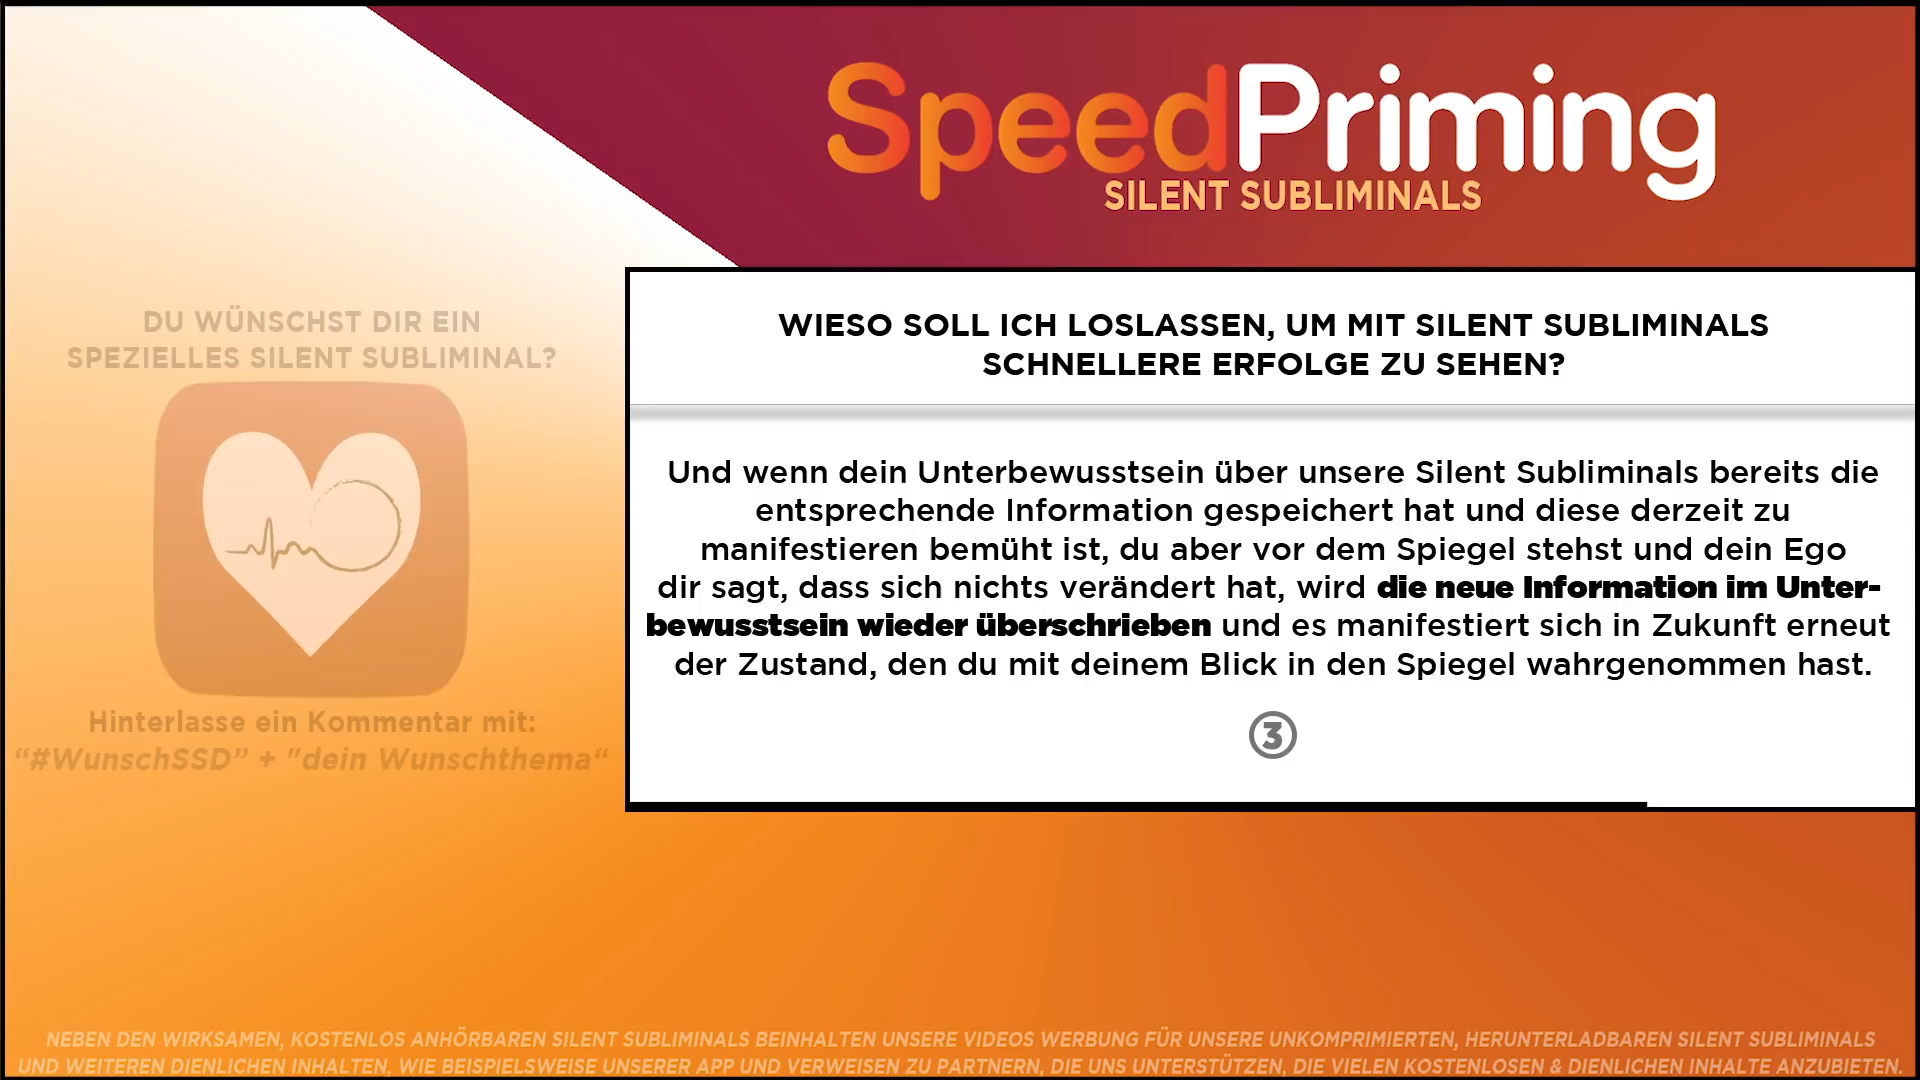 SpeedPriming
SILENT SUBLIMINALS
DU WÜNSCHST DIR EIN
SPEZIELLES SILENT SUBLIMINAL?
Hinterlasse ein Kommentar mit:
“#WunschSSD” + "dein Wunschthema“
WIESO SOLL ICH LOSLASSEN, UM MIT SILENT SUBLIMINALS
SCHNELLERE ERFOLGE ZU SEHEN?
Und wenn dein Unterbewusstsein über unsere Silent Subliminals bereits die
entsprechende Information gespeichert hat und diese derzeit zu
manifestieren bemüht ist, du aber vor dem Spiegel stehst und dein Ego
dir sagt, dass sich nichts verändert hat, wird die neue Information im Unter-
bewusstsein wieder überschrieben und es manifestiert sich in Zukunft erneut
der Zustand, den du mit deinem Blick in den Spiegel wahrgenommen hast.
③
NEBEN DEN WIRKSAMEN, KOSTENLOS ANHÖRBAREN SILENT SUBLIMINALS BEINHALTEN UNSERE VIDEOS WERBUNG FÜR UNSERE UNKOMPRIMIERTEN, HERUNTERLADBAREN SILENT SUBLIMINALS
UND WEITEREN DIENLICHEN INHALTEN, WIE BEISPIELSWEISE UNSERER APP UND VERWEISEN ZU PARTNERN, DIE UNS UNTERSTÜTZEN, DIE VIELEN KOSTENLOSEN & DIENLICHEN INHALTE ANZUBIETEN.